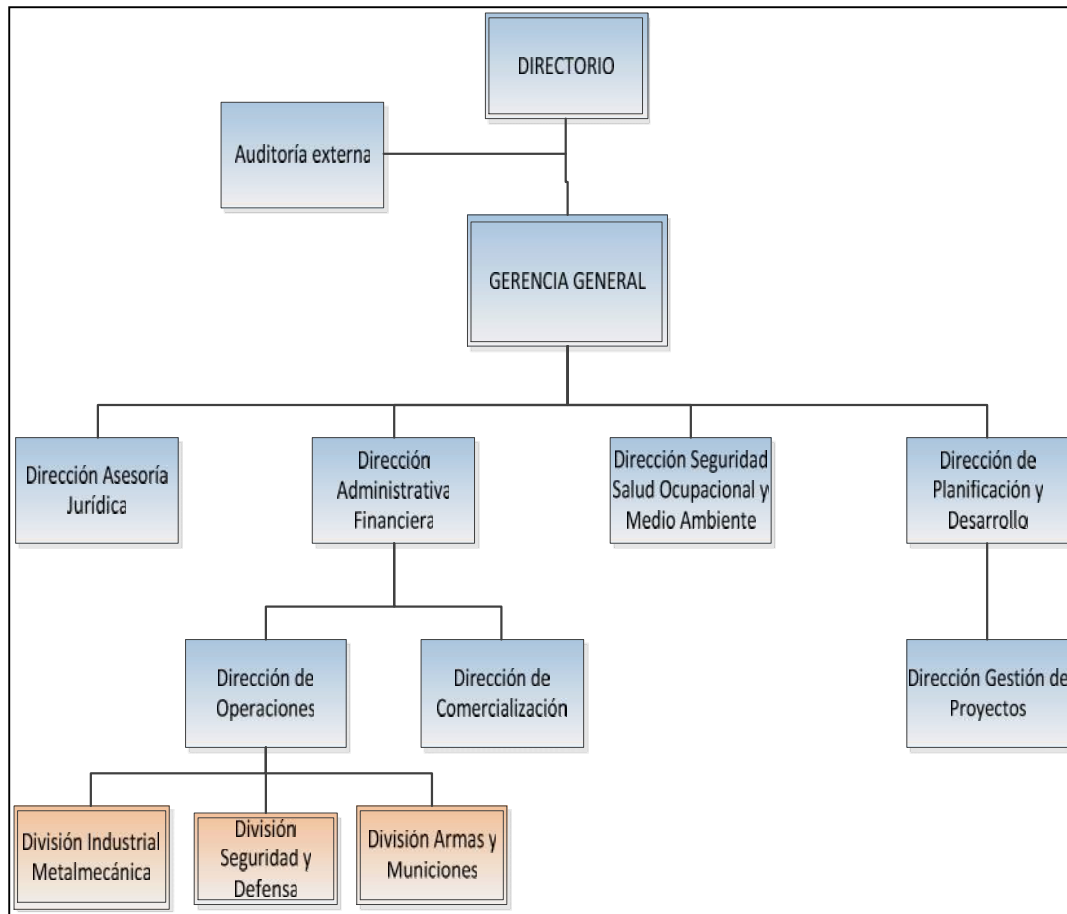 DIRECTORIO
Auditoría externa
GERENCIA GENERAL
Dirección Asesoría
Jurídica
Dirección
Administrativa
Financiera
Dirección Seguridad
Salud Ocupacional y
Medio Ambiente
Dirección de
Planificación y
Desarrollo
Dirección de
Operaciones
Dirección de
Comercialización
Dirección Gestión de
Proyectos
División Industrial
Metalmecánica
División
Seguridad y
Defensa
División Armas y
Municiones